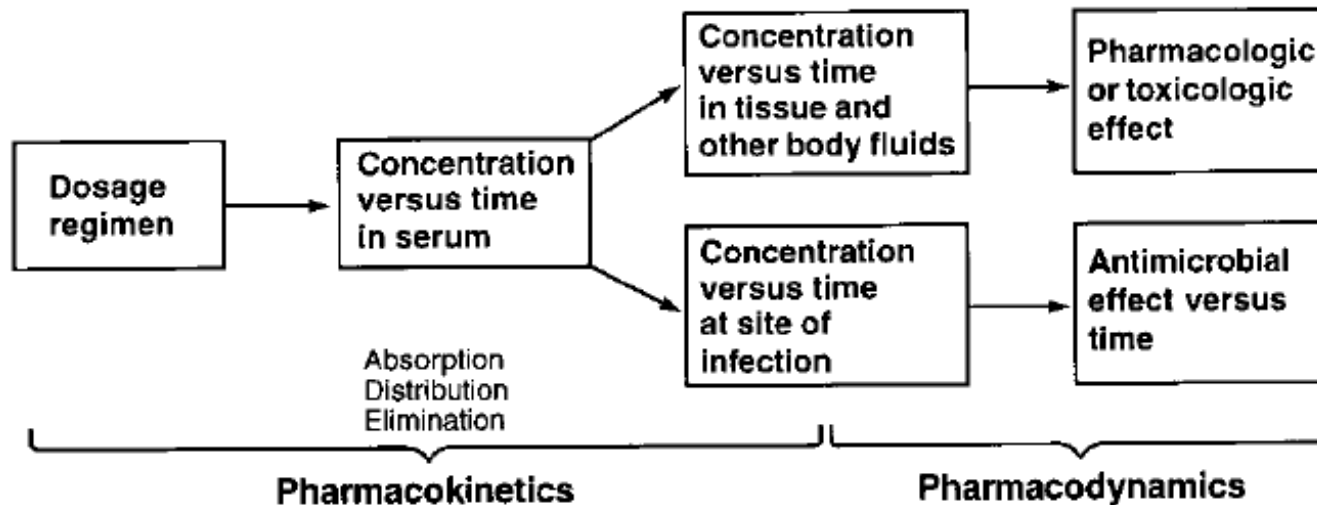 Dosage
regimen
Concentration
versus time
in serum
Concentration
versus time
in tissue and
other body fluids
Pharmacologic
or toxicologic
effect
Concentration
versus time
at site of
infection
Antimicrobial
effect versus
time
Absorption
Distribution
Elimination
Pharmacokinetics
Pharmacodynamics